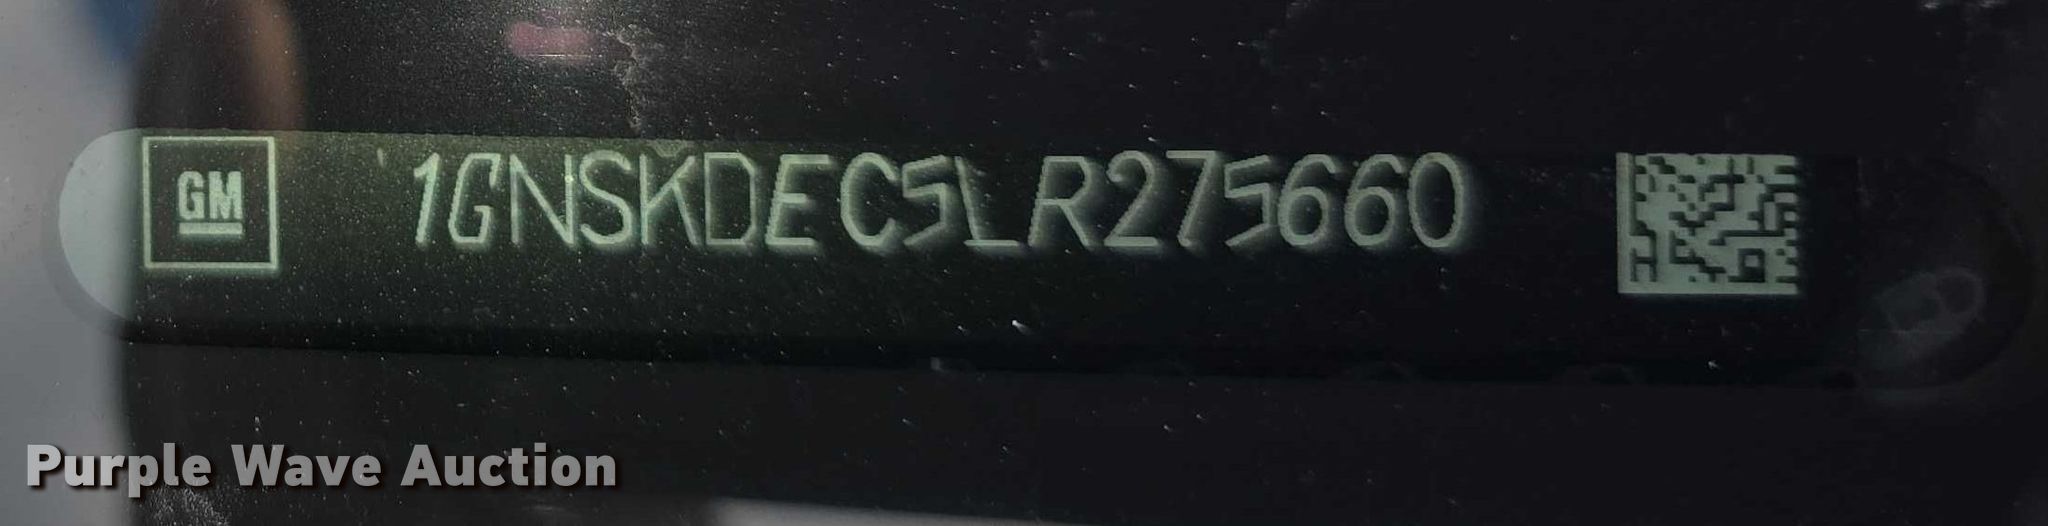 GM 1GNSKDEC5LR275660
Purple Wave Auction